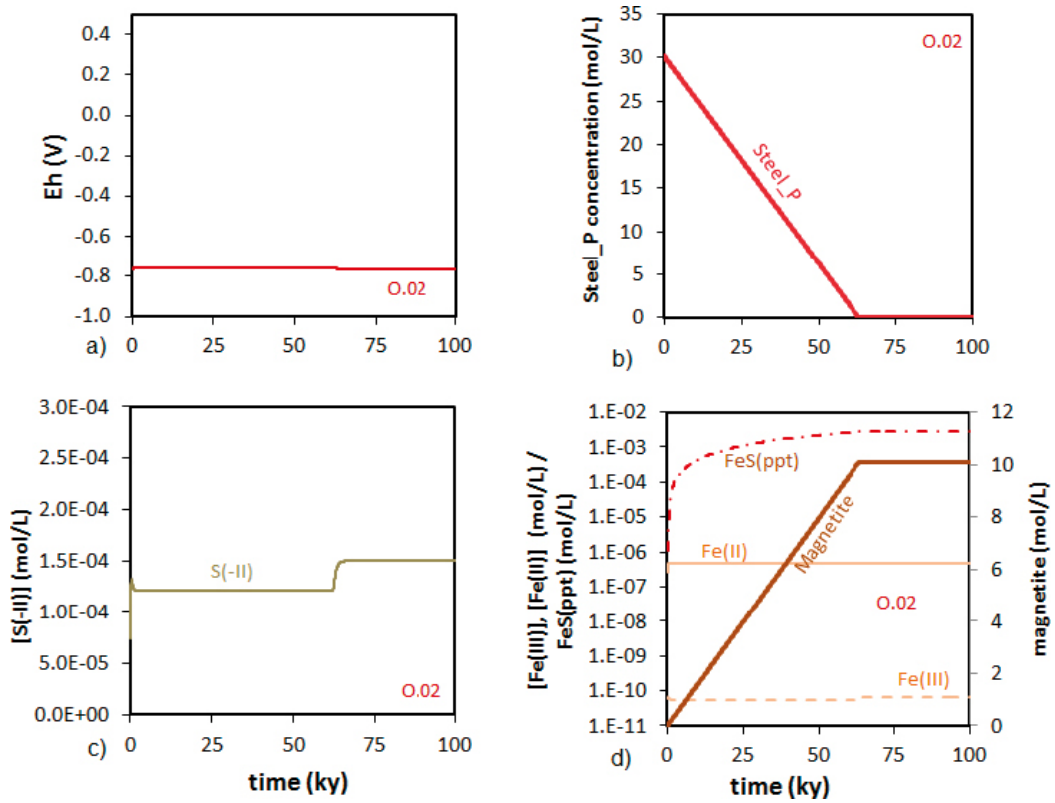 0.4
0.2
0.0
-0.2
-0.4
-0.6
-0.8
-1.0
Eh (V)
O.02
0 25 50 75 100
a)
35
30
25
20
15
10
5
0
Steel_P concentration (mol/L)
O.02
Steel_P
0 25 50 75 100
b)
3.0E-04
2.5E-04
2.0E-04
1.5E-04
1.0E-04
5.0E-05
0.0E+00
[S(-II)] (mol/L)
S(-II)
O.02
0 25 50 75 100
c)
time (ky)
1.E-02
1.E-03
1.E-04
1.E-05
1.E-06
1.E-07
1.E-08
1.E-09
1.E-10
1.E-11
[Fe(III)], [Fe(II)] (mol/L) /
FeS(ppt) (mol/L)
FeS(ppt)
Fe(II)
Magnetite
O.02
Fe(III)
12
10
8
6
4
2
0
magnetite (mol/L)
0 25 50 75 100
d)
time (ky)